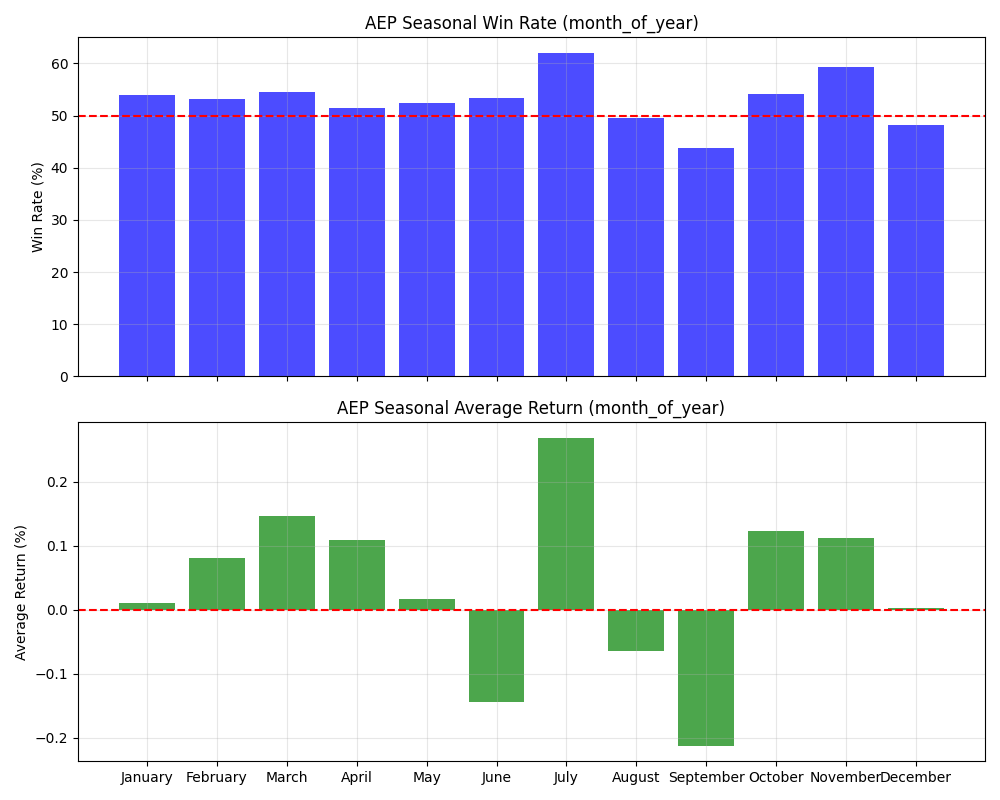 AEP Seasonal Win Rate (month_of_year)
Win Rate (%)
60
50
40
30
20
10
0
AEP Seasonal Average Return (month_of_year)
Average Return (%)
0.2
0.1
0.0
−0.1
−0.2
January February March April May June July August September October November December